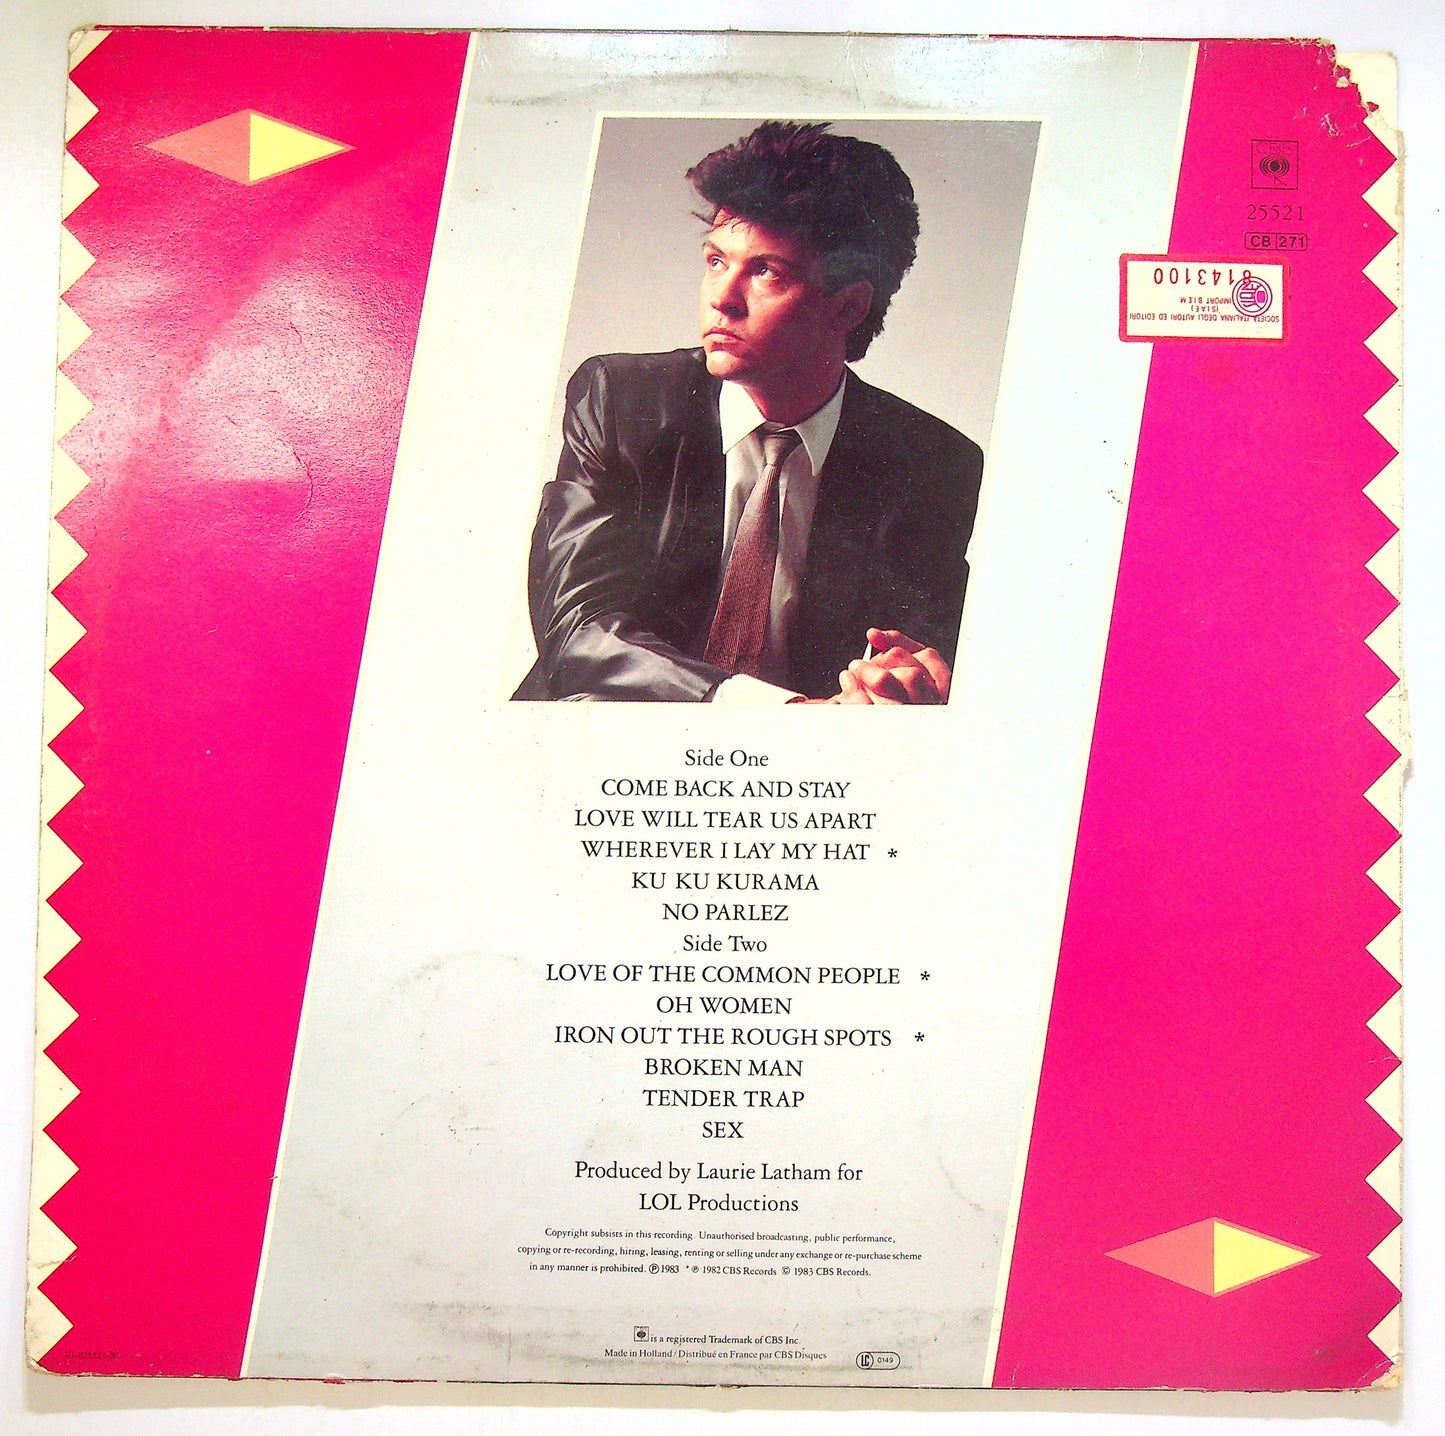 CBS
25521
CB 271
8143100
IMPORT B.I.E.M.
(S.I.A.E.)
SOCIETÀ ITALIANA DEGLI AUTORI ED EDITORI
Side One
COME BACK AND STAY
LOVE WILL TEAR US APART
WHEREVER I LAY MY HAT *
KU KU KURAMA
NO PARLEZ
Side Two
LOVE OF THE COMMON PEOPLE *
OH WOMEN
IRON OUT THE ROUGH SPOTS *
BROKEN MAN
TENDER TRAP
SEX
Produced by Laurie Latham for
LOL Productions
Copyright subsists in this recording. Unauthorised broadcasting, public performance,
copying or re-recording, hiring, leasing, renting or selling under any exchange or re-purchase scheme
in any manner is prohibited. ℗ 1983 * ℗ 1982 CBS Records © 1983 CBS Records.
is a registered Trademark of CBS Inc.
Made in Holland / Distribué en France par CBS Disques
LC 0149
01-025521-20